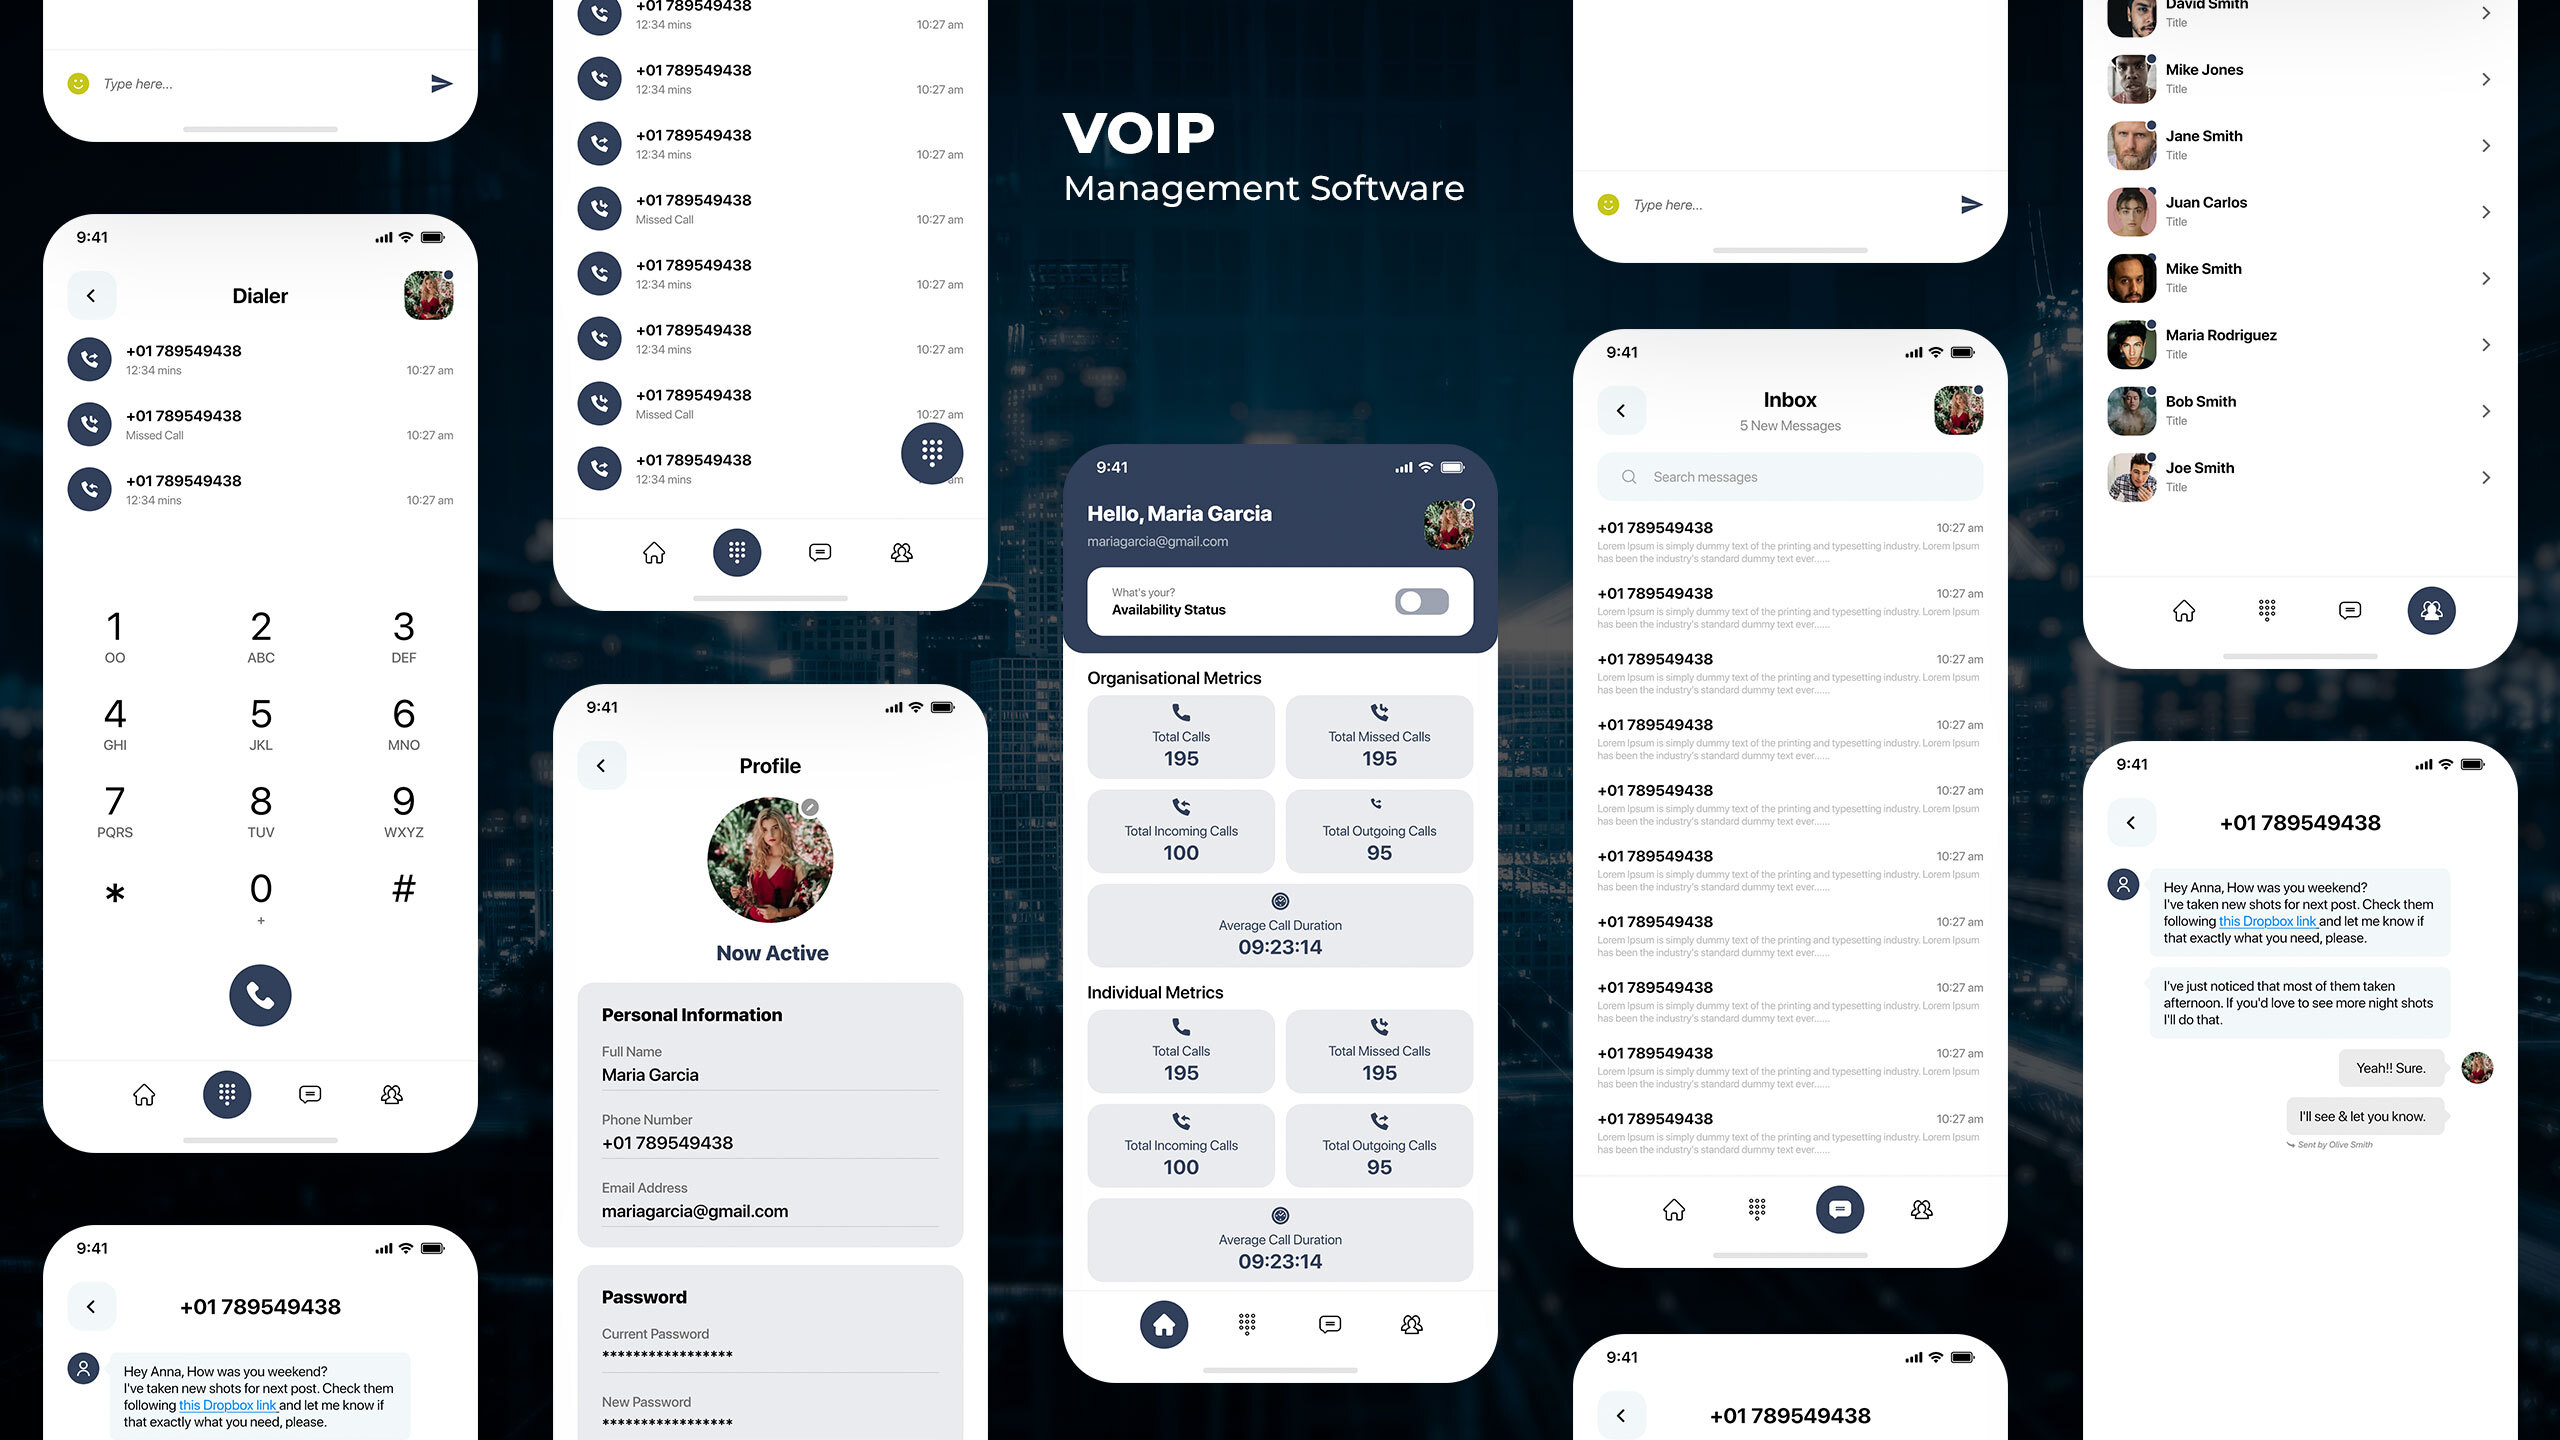 Type here...
9:41
Dialer
+01 789549438
12:34 mins
10:27 am
+01 789549438
Missed Call
10:27 am
+01 789549438
12:34 mins
10:27 am
1
OO
2
ABC
3
DEF
4
GHI
5
JKL
6
MNO
7
PQRS
8
TUV
9
WXYZ
*
0
+
#
9:41
+01 789549438
Hey Anna, How was you weekend?
I've taken new shots for next post. Check them
following this Dropbox link and let me know if
that exactly what you need, please.
+01 789549438
12:34 mins
10:27 am
+01 789549438
12:34 mins
10:27 am
+01 789549438
12:34 mins
10:27 am
+01 789549438
Missed Call
10:27 am
+01 789549438
12:34 mins
10:27 am
+01 789549438
12:34 mins
10:27 am
+01 789549438
Missed Call
10:27 am
+01 789549438
12:34 mins
am
9:41
Profile
Now Active
Personal Information
Full Name
Maria Garcia
Phone Number
+01 789549438
Email Address
mariagarcia@gmail.com
Password
Current Password
*****************
New Password
*****************
VOIP
Management Software
9:41
Hello, Maria Garcia
mariagarcia@gmail.com
What's your?
Availability Status
Organisational Metrics
Total Calls
195
Total Missed Calls
195
Total Incoming Calls
100
Total Outgoing Calls
95
Average Call Duration
09:23:14
Individual Metrics
Total Calls
195
Total Missed Calls
195
Total Incoming Calls
100
Total Outgoing Calls
95
Average Call Duration
09:23:14
Type here...
9:41
Inbox
5 New Messages
Search messages
+01 789549438
10:27 am
Lorem Ipsum is simply dummy text of the printing and typesetting industry. Lorem Ipsum
has been the industry's standard dummy text ever......
+01 789549438
10:27 am
Lorem Ipsum is simply dummy text of the printing and typesetting industry. Lorem Ipsum
has been the industry's standard dummy text ever......
+01 789549438
10:27 am
Lorem Ipsum is simply dummy text of the printing and typesetting industry. Lorem Ipsum
has been the industry's standard dummy text ever......
+01 789549438
10:27 am
Lorem Ipsum is simply dummy text of the printing and typesetting industry. Lorem Ipsum
has been the industry's standard dummy text ever......
+01 789549438
10:27 am
Lorem Ipsum is simply dummy text of the printing and typesetting industry. Lorem Ipsum
has been the industry's standard dummy text ever......
+01 789549438
10:27 am
Lorem Ipsum is simply dummy text of the printing and typesetting industry. Lorem Ipsum
has been the industry's standard dummy text ever......
+01 789549438
10:27 am
Lorem Ipsum is simply dummy text of the printing and typesetting industry. Lorem Ipsum
has been the industry's standard dummy text ever......
+01 789549438
10:27 am
Lorem Ipsum is simply dummy text of the printing and typesetting industry. Lorem Ipsum
has been the industry's standard dummy text ever......
+01 789549438
10:27 am
Lorem Ipsum is simply dummy text of the printing and typesetting industry. Lorem Ipsum
has been the industry's standard dummy text ever......
+01 789549438
10:27 am
Lorem Ipsum is simply dummy text of the printing and typesetting industry. Lorem Ipsum
has been the industry's standard dummy text ever......
9:41
+01 789549438
David Smith
Title
Mike Jones
Title
Jane Smith
Title
Juan Carlos
Title
Mike Smith
Title
Maria Rodriguez
Title
Bob Smith
Title
Joe Smith
Title
9:41
+01 789549438
Hey Anna, How was you weekend?
I've taken new shots for next post. Check them
following this Dropbox link and let me know if
that exactly what you need, please.
I've just noticed that most of them taken
afternoon. If you'd love to see more night shots
I'll do that.
Yeah!! Sure.
I'll see & let you know.
Sent by Olive Smith